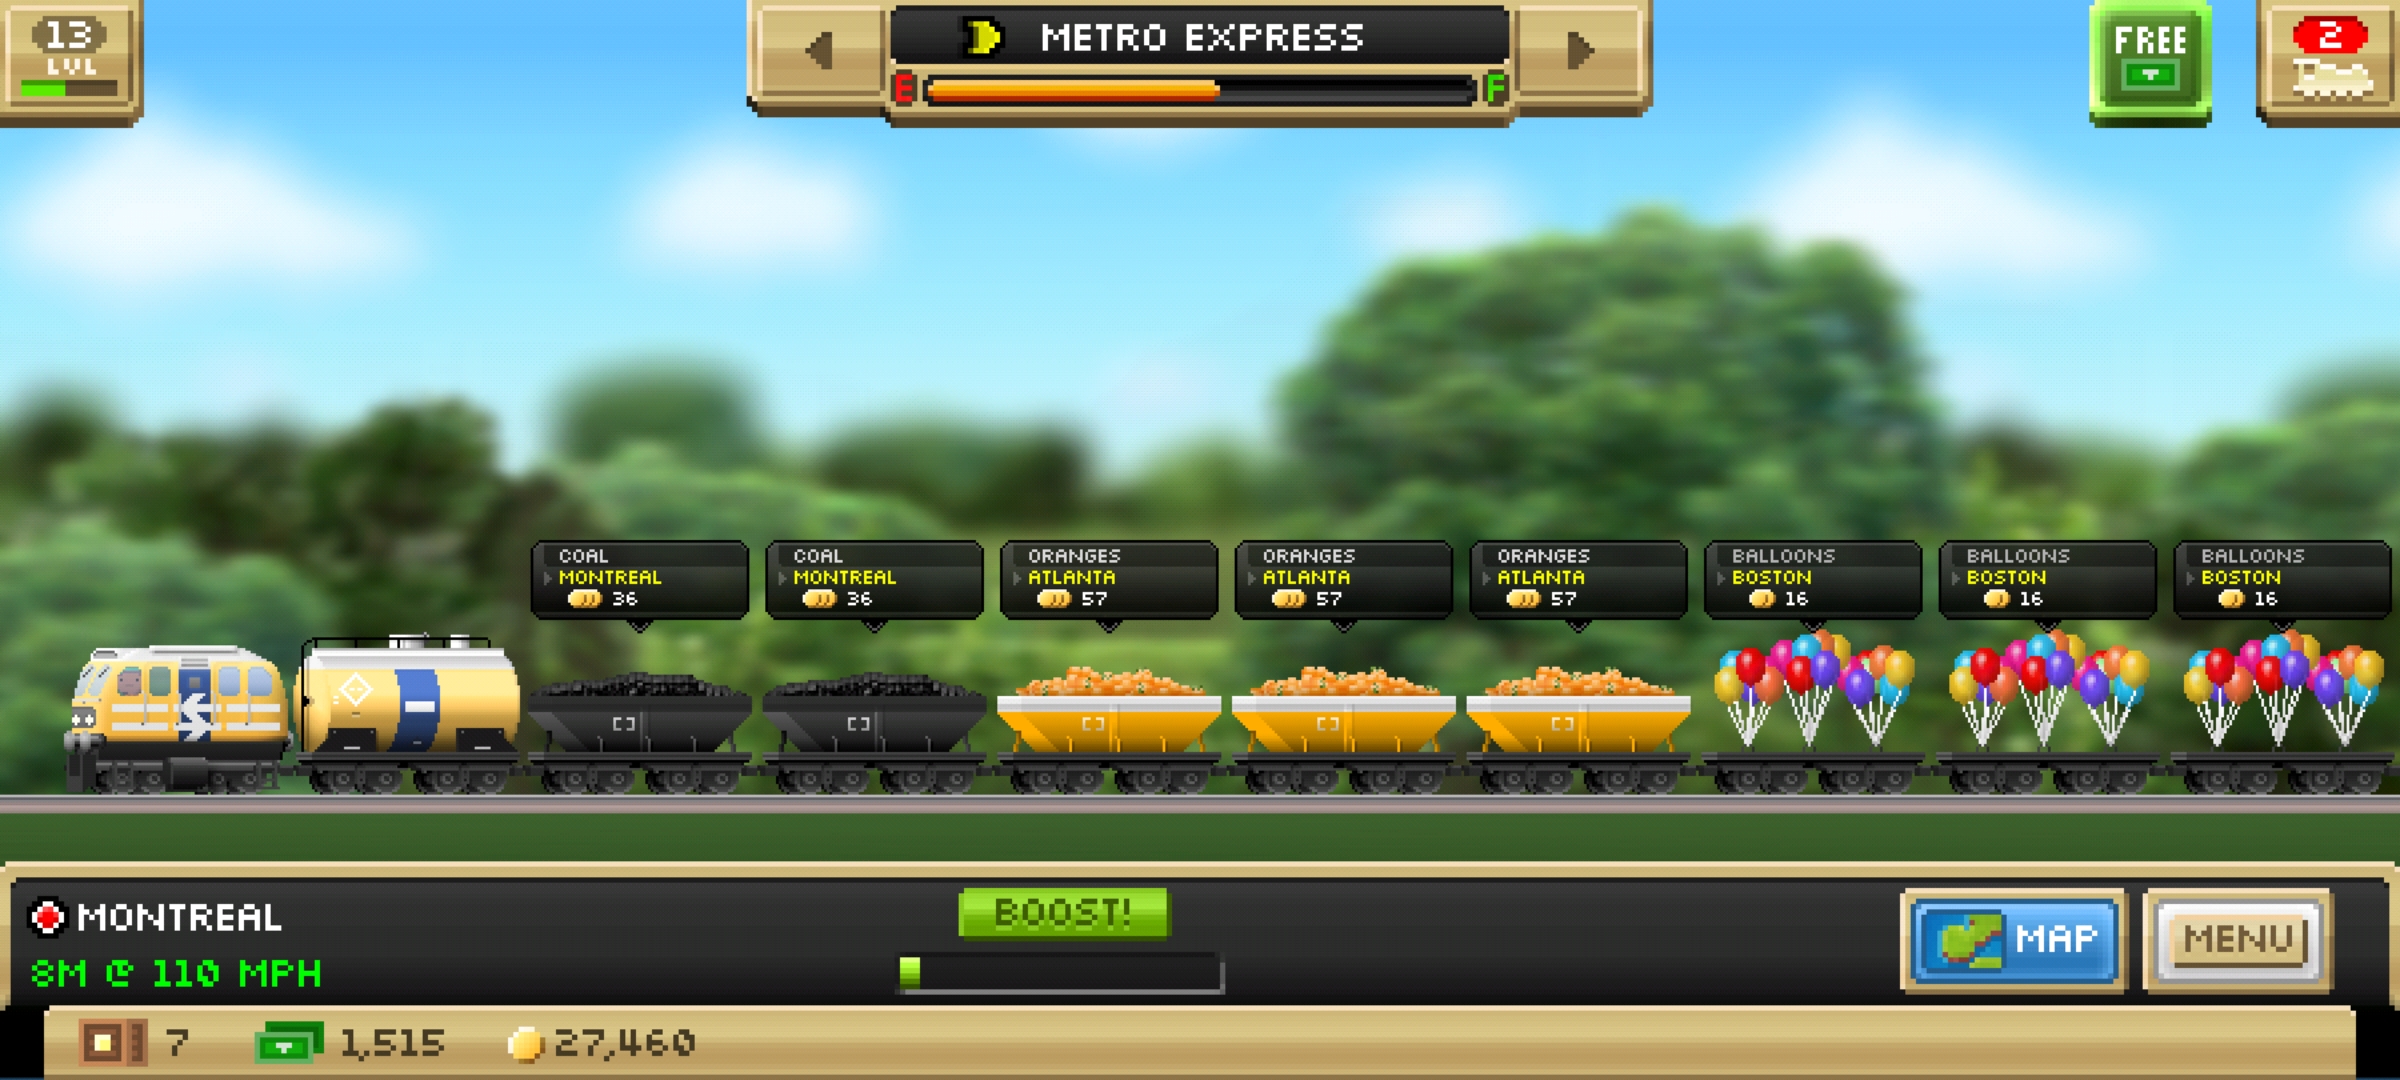 13
LVL
METRO EXPRESS
E F
FREE
2
COAL
MONTREAL
36
COAL
MONTREAL
36
ORANGES
ATLANTA
57
ORANGES
ATLANTA
57
ORANGES
ATLANTA
57
BALLOONS
BOSTON
16
BALLOONS
BOSTON
16
BALLOONS
BOSTON
16
MONTREAL
8M @ 110 MPH
BOOST!
MAP
MENU
7
1,515
27,460